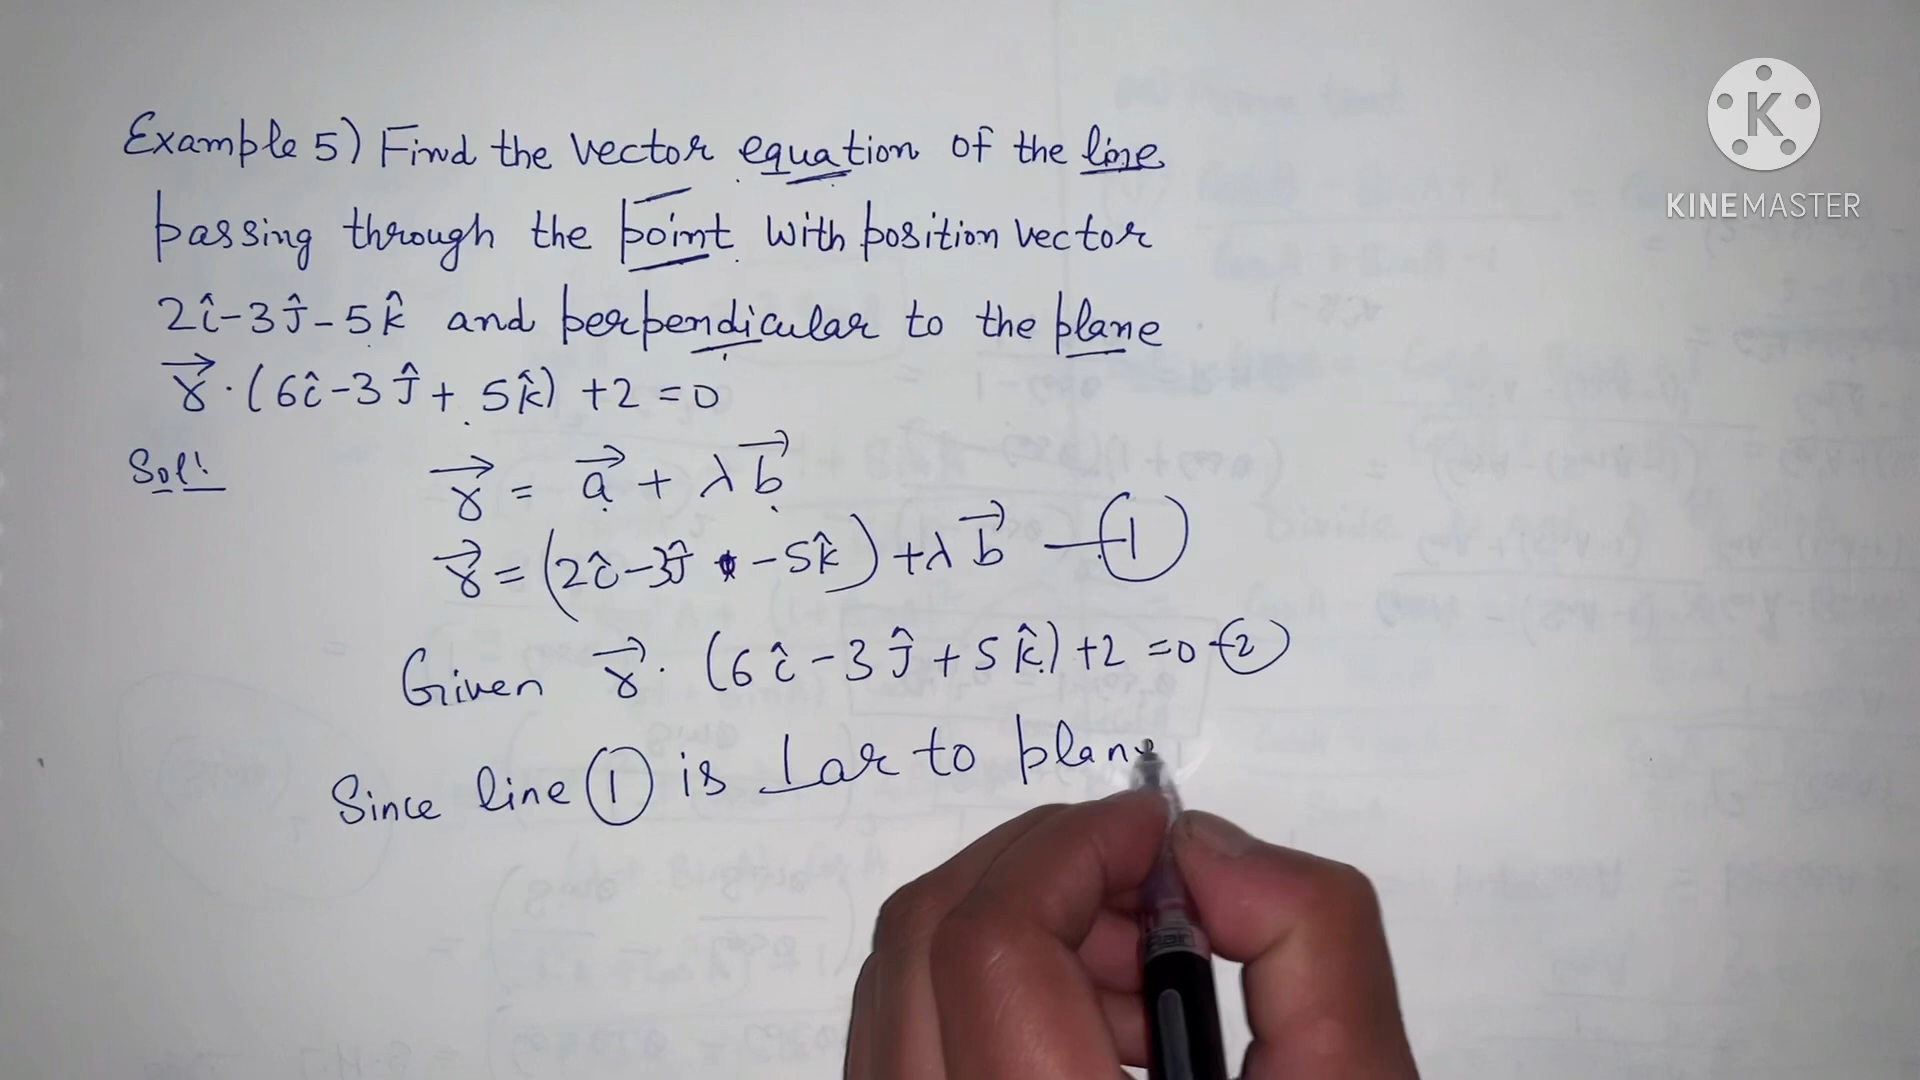 Example 5) Find the vector equation of the line
passing through the point with position vector
2î-3ĵ-5k̂ and perpendicular to the plane
r⃗·(6î-3ĵ+5k̂)+2=0
Sol!
r⃗ = a⃗ + λb⃗
r⃗=(2î-3ĵ -5k̂)+λb⃗ —①
Given r⃗·(6î-3ĵ+5k̂)+2=0-②
Since line ① is ⊥ar to plane
K
KINEMASTER